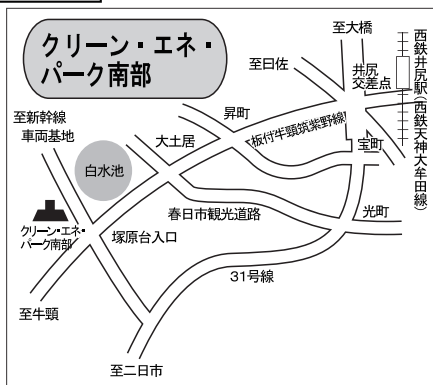 クリーン・エネ・
パーク南部
至大橋
至曰佐
井尻
交差点
西鉄井尻駅(西鉄天神大牟田線)
至新幹線
車両基地
昇町
板付牛頸筑紫野線
大土居
宝町
白水池
春日市観光道路
光町
クリーン・エネ・
パーク南部
塚原台入口
31号線
至牛頸
至二日市